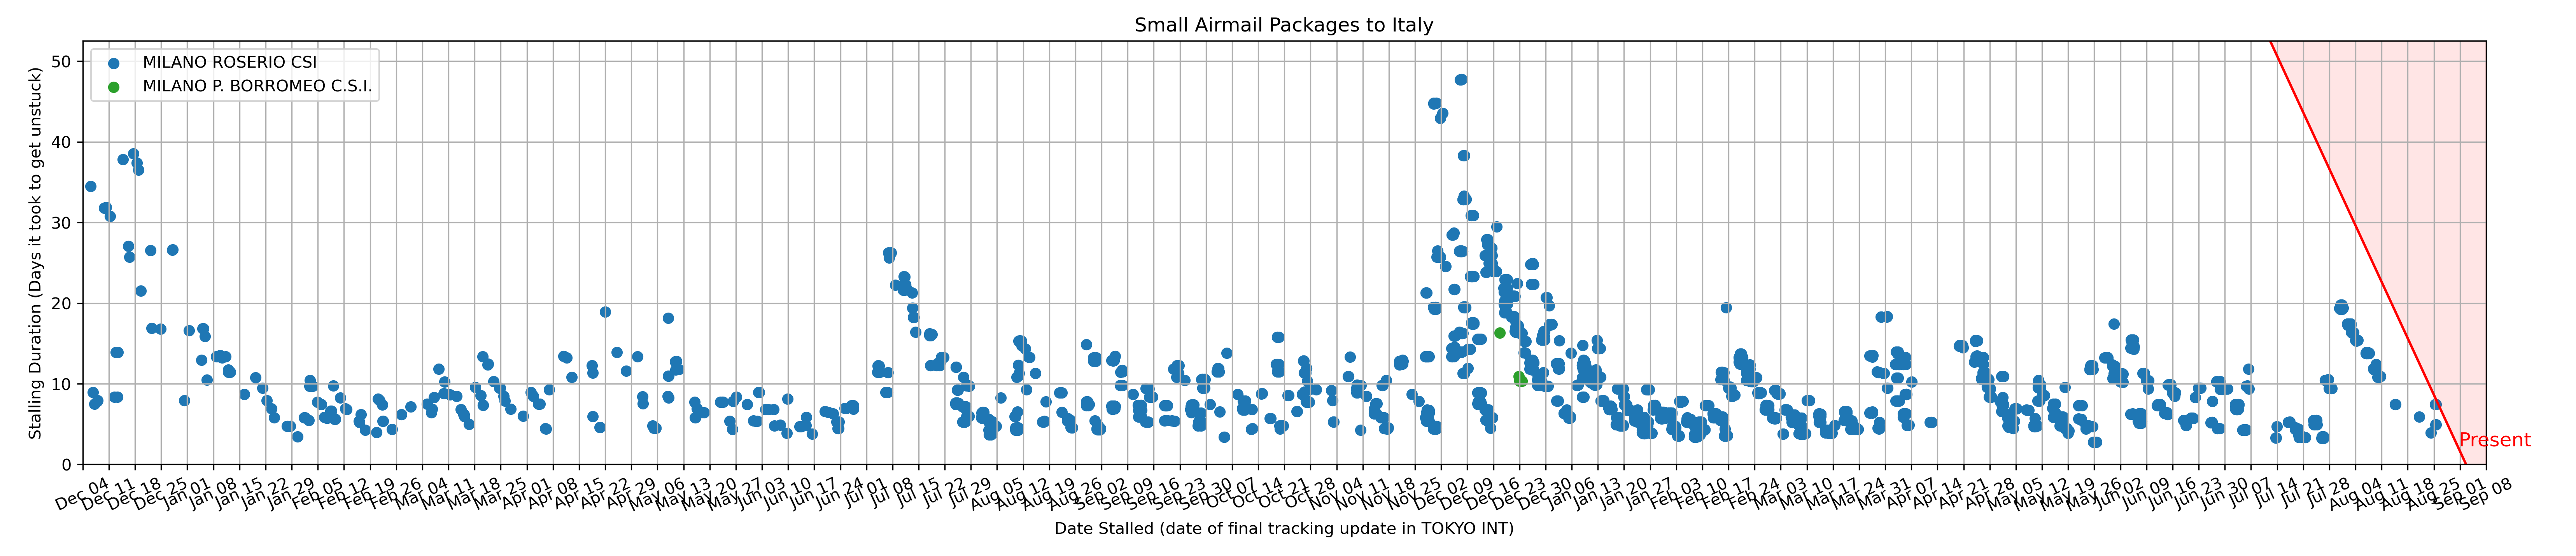 Small Airmail Packages to Italy
MILANO ROSERIO CSI
MILANO P. BORROMEO C.S.I.
Stalling Duration (Days it took to get unstuck)
50
40
30
20
10
0
Present
Dec 04 Dec 11 Dec 18 Dec 25 Jan 01 Jan 08 Jan 15 Jan 22 Jan 29 Feb 05 Feb 12 Feb 19 Feb 26 Mar 04 Mar 11 Mar 18 Mar 25 Apr 01 Apr 08 Apr 15 Apr 22 Apr 29 May 06 May 13 May 20 May 27 Jun 03 Jun 10 Jun 17 Jun 24 Jul 01 Jul 08 Jul 15 Jul 22 Jul 29 Aug 05 Aug 12 Aug 19 Aug 26 Sep 02 Sep 09 Sep 16 Sep 23 Sep 30 Oct 07 Oct 14 Oct 21 Oct 28 Nov 04 Nov 11 Nov 18 Nov 25 Dec 02 Dec 09 Dec 16 Dec 23 Dec 30 Jan 06 Jan 13 Jan 20 Jan 27 Feb 03 Feb 10 Feb 17 Feb 24 Mar 03 Mar 10 Mar 17 Mar 24 Mar 31 Apr 07 Apr 14 Apr 21 Apr 28 May 05 May 12 May 19 May 26 Jun 02 Jun 09 Jun 16 Jun 23 Jun 30 Jul 07 Jul 14 Jul 21 Jul 28 Aug 04 Aug 11 Aug 18 Aug 25 Sep 01 Sep 08
Date Stalled (date of final tracking update in TOKYO INT)